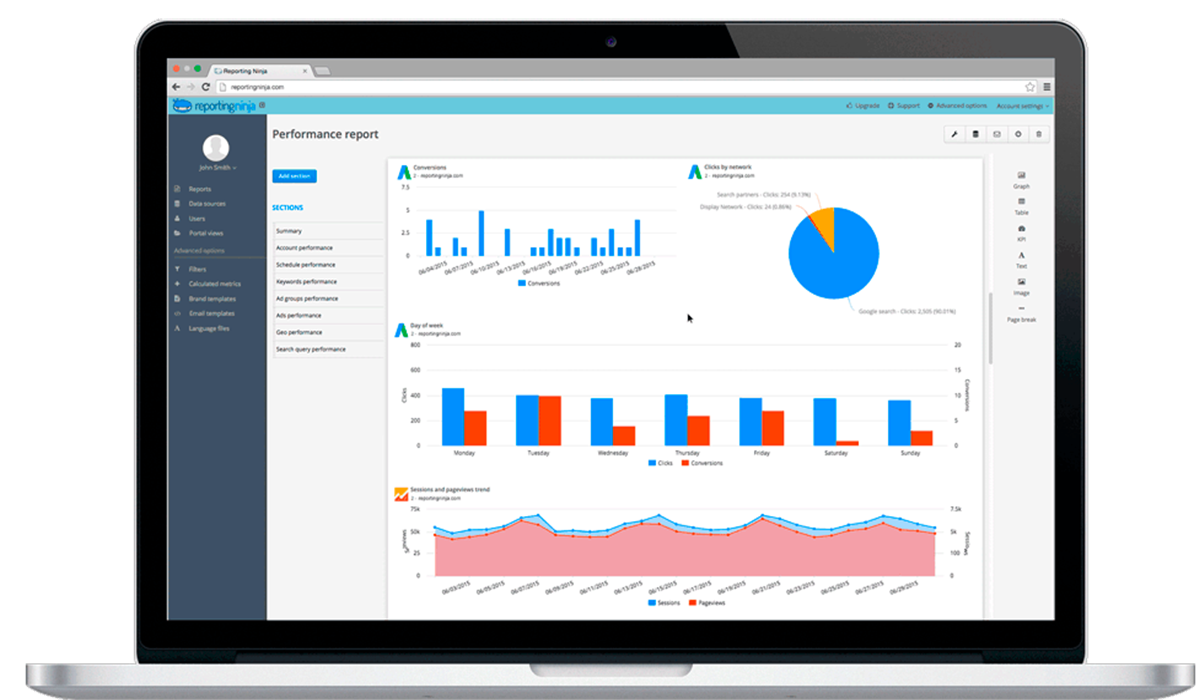 Reporting Ninja
reportingninja.com
reportingninja
Upgrade
Support
Advanced options
Account settings
John Smith
Reports
Data sources
Users
Portal views
Advanced options
Filters
Calculated metrics
Brand templates
Email templates
Language files
Performance report
Add section
SECTIONS
Summary
Account performance
Schedule performance
Keywords performance
Ad groups performance
Ads performance
Geo performance
Search query performance
Conversions
2 - reportingninja.com
7.5
5
2.5
0
06/04/2015 06/07/2015 06/10/2015 06/13/2015 06/16/2015 06/19/2015 06/22/2015 06/25/2015 06/28/2015
Conversions
Clicks by network
2 - reportingninja.com
Search partners - Clicks: 254 (9.13%)
Display Network - Clicks: 24 (0.86%)
Google search - Clicks: 2,505 (90.01%)
Day of week
2 - reportingninja.com
800
600
400
200
0
Clicks
20
15
10
5
0
Conversions
Monday Tuesday Wednesday Thursday Friday Saturday Sunday
Clicks Conversions
Sessions and pageviews trend
2 - reportingninja.com
75k
50k
25
0
7.5k
5k
100
0
06/03/2015 06/05/2015 06/07/2015 06/09/2015 06/11/2015 06/13/2015 06/15/2015 06/17/2015 06/19/2015 06/21/2015 06/23/2015 06/25/2015 06/27/2015 06/29/2015
Sessions Pageviews
Graph
Table
KPI
Text
Image
Page break